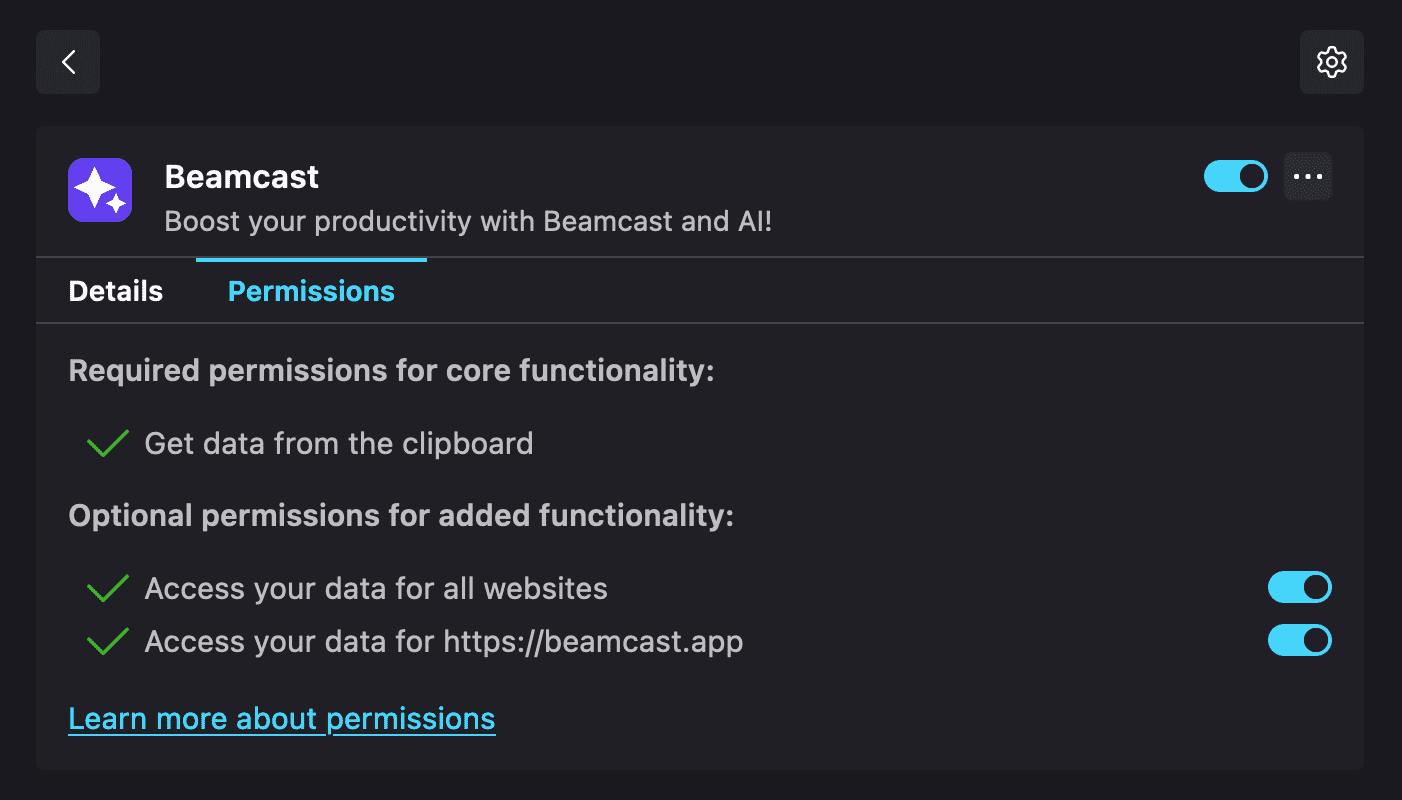 Beamcast
Boost your productivity with Beamcast and AI!
Details
Permissions
Required permissions for core functionality:
Get data from the clipboard
Optional permissions for added functionality:
Access your data for all websites
Access your data for https://beamcast.app
Learn more about permissions